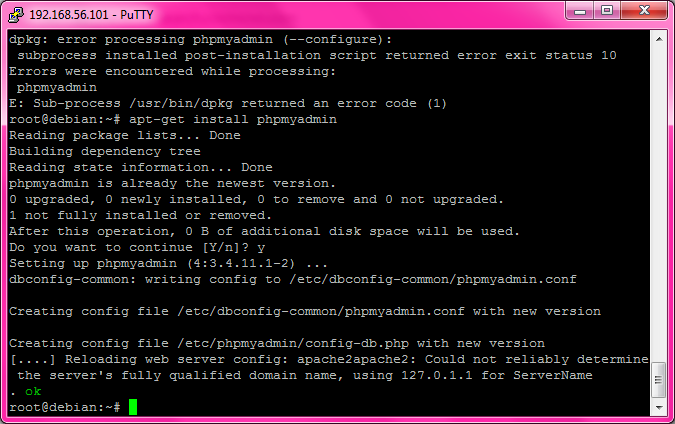 192.168.56.101 - PuTTY
dpkg: error processing phpmyadmin (--configure):
 subprocess installed post-installation script returned error exit status 10
Errors were encountered while processing:
 phpmyadmin
E: Sub-process /usr/bin/dpkg returned an error code (1)
root@debian:~# apt-get install phpmyadmin
Reading package lists... Done
Building dependency tree
Reading state information... Done
phpmyadmin is already the newest version.
0 upgraded, 0 newly installed, 0 to remove and 0 not upgraded.
1 not fully installed or removed.
After this operation, 0 B of additional disk space will be used.
Do you want to continue [Y/n]? y
Setting up phpmyadmin (4:3.4.11.1-2) ...
dbconfig-common: writing config to /etc/dbconfig-common/phpmyadmin.conf
Creating config file /etc/dbconfig-common/phpmyadmin.conf with new version
Creating config file /etc/phpmyadmin/config-db.php with new version
[....] Reloading web server config: apache2apache2: Could not reliably determine
 the server's fully qualified domain name, using 127.0.1.1 for ServerName
. ok
root@debian:~#